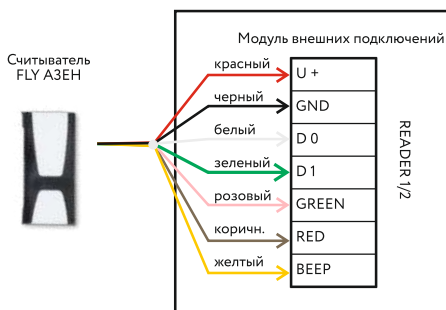 Модуль внешних подключений
Считыватель
FLY A3EH
красный
U +
черный
GND
белый
D 0
зеленый
D 1
розовый
GREEN
коричн.
RED
желтый
BEEP
READER 1/2